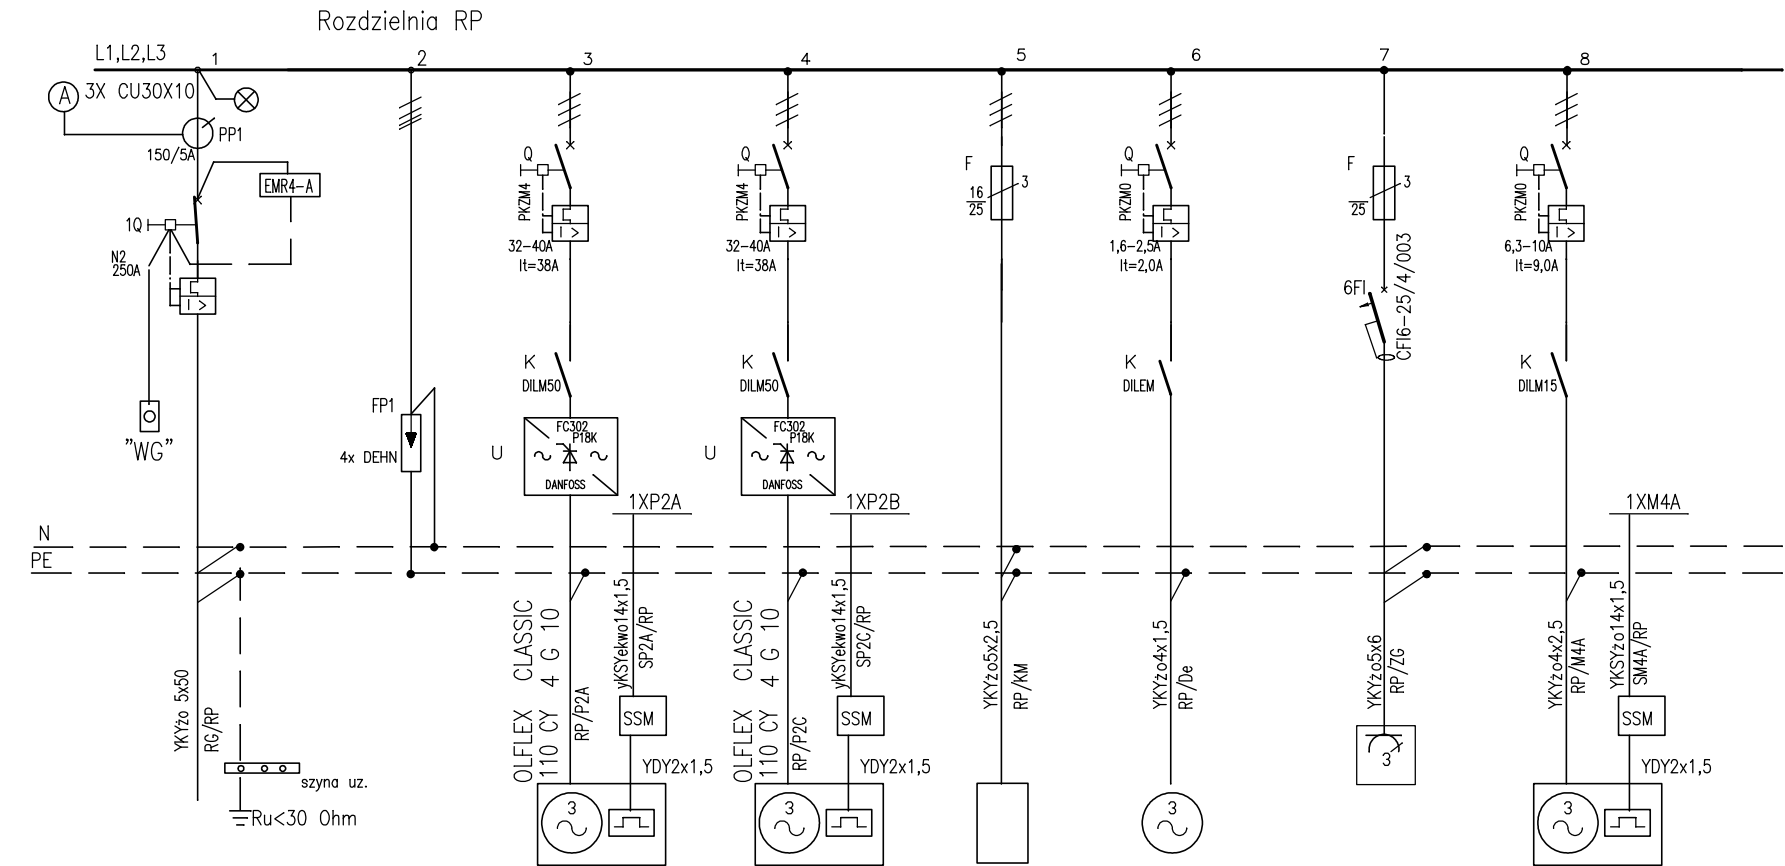 Rozdzielnia RP
L1,L2,L3
1
2
3
4
5
6
7
8
A
3X CU30X10
PP1
150/5A
EMR4-A
1Q
N2
250A
I >
"WG"
FP1
4x DEHN
Q
PKZM4
I >
32-40A
It=38A
K
DILM50
U
FC302
P18K
DANFOSS
1XP2A
Q
PKZM4
I >
32-40A
It=38A
K
DILM50
U
FC302
P18K
DANFOSS
1XP2B
F
16
25
3
Q
PKZM0
I >
1,6-2,5A
It=2,0A
K
DILEM
F
25
3
6FI
CFI6-25/4/003
Q
PKZM0
I >
6,3-10A
It=9,0A
K
DILM15
1XM4A
N
PE
YKYżo 5x50
RG/RP
szyna uz.
Ru<30 Ohm
OLFLEX CLASSIC
110 CY 4 G 10
RP/P2A
yKSYekwo14x1,5
SP2A/RP
SSM
YDY2x1,5
3
OLFLEX CLASSIC
110 CY 4 G 10
RP/P2C
yKSYekwo14x1,5
SP2C/RP
SSM
YDY2x1,5
3
YKYżo5x2,5
RP/KM
YKYżo4x1,5
RP/De
3
YKYżo5x6
RP/ZG
3
YKYżo4x2,5
RP/M4A
YKSYżo14x1,5
SM4A/RP
SSM
YDY2x1,5
3